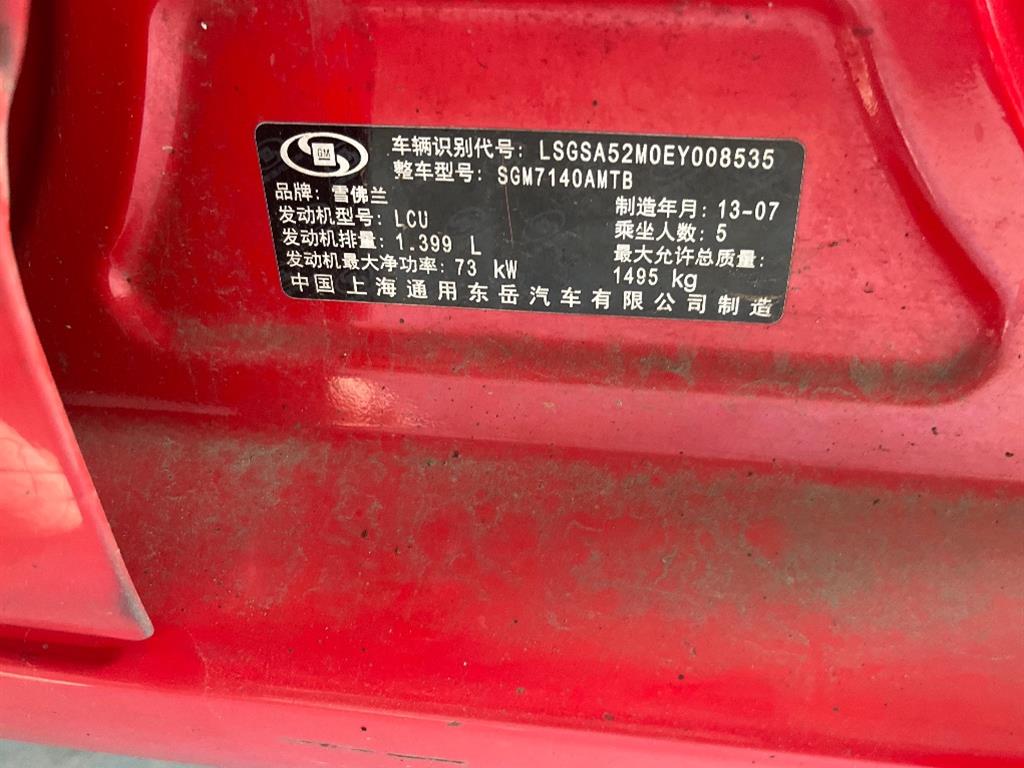 GM
车辆识别代号: LSGSA52M0EY008535
整车型号: SGM7140AMTB
品牌: 雪佛兰
制造年月: 13-07
发动机型号: LCU
乘坐人数: 5
发动机排量: 1.399 L
最大允许总质量:
1495 kg
发动机最大净功率: 73 kW
中国 上海通用东岳汽车有限公司制造